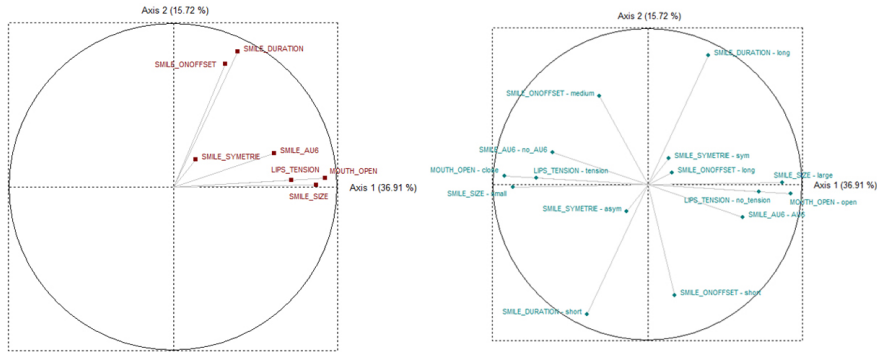 Axis 2 (15.72 %)
SMILE_DURATION
SMILE_ONOFFSET
SMILE_SYMETRIE
SMILE_AU6
LIPS_TENSION
MOUTH_OPEN
Axis 1 (36.91 %)
SMILE_SIZE
Axis 2 (15.72 %)
SMILE_DURATION - long
SMILE_ONOFFSET - medium
SMILE_AU6 - no_AU6
SMILE_SYMETRIE - sym
MOUTH_OPEN - close
LIPS_TENSION - tension
SMILE_ONOFFSET - long
SMILE_SIZE - large
Axis 1 (36.91 %)
SMILE_SIZE - small
LIPS_TENSION - no_tension
MOUTH_OPEN - open
SMILE_SYMETRIE - asym
SMILE_AU6 - AU6
SMILE_ONOFFSET - short
SMILE_DURATION - short